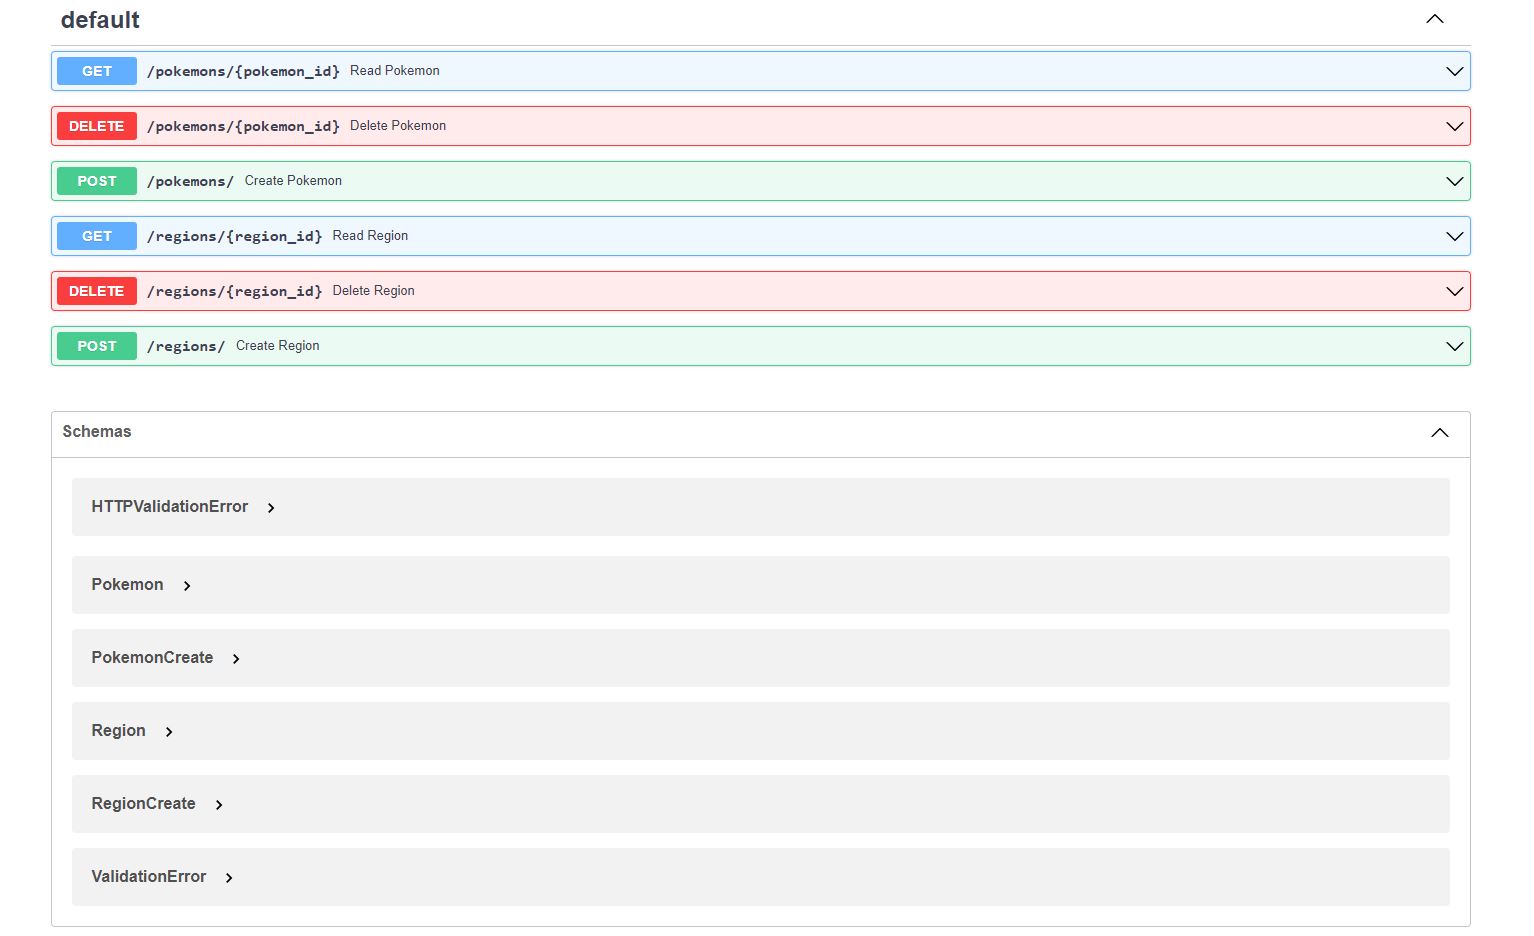 default
GET /pokemons/{pokemon_id} Read Pokemon
DELETE /pokemons/{pokemon_id} Delete Pokemon
POST /pokemons/ Create Pokemon
GET /regions/{region_id} Read Region
DELETE /regions/{region_id} Delete Region
POST /regions/ Create Region
Schemas
HTTPValidationError
Pokemon
PokemonCreate
Region
RegionCreate
ValidationError